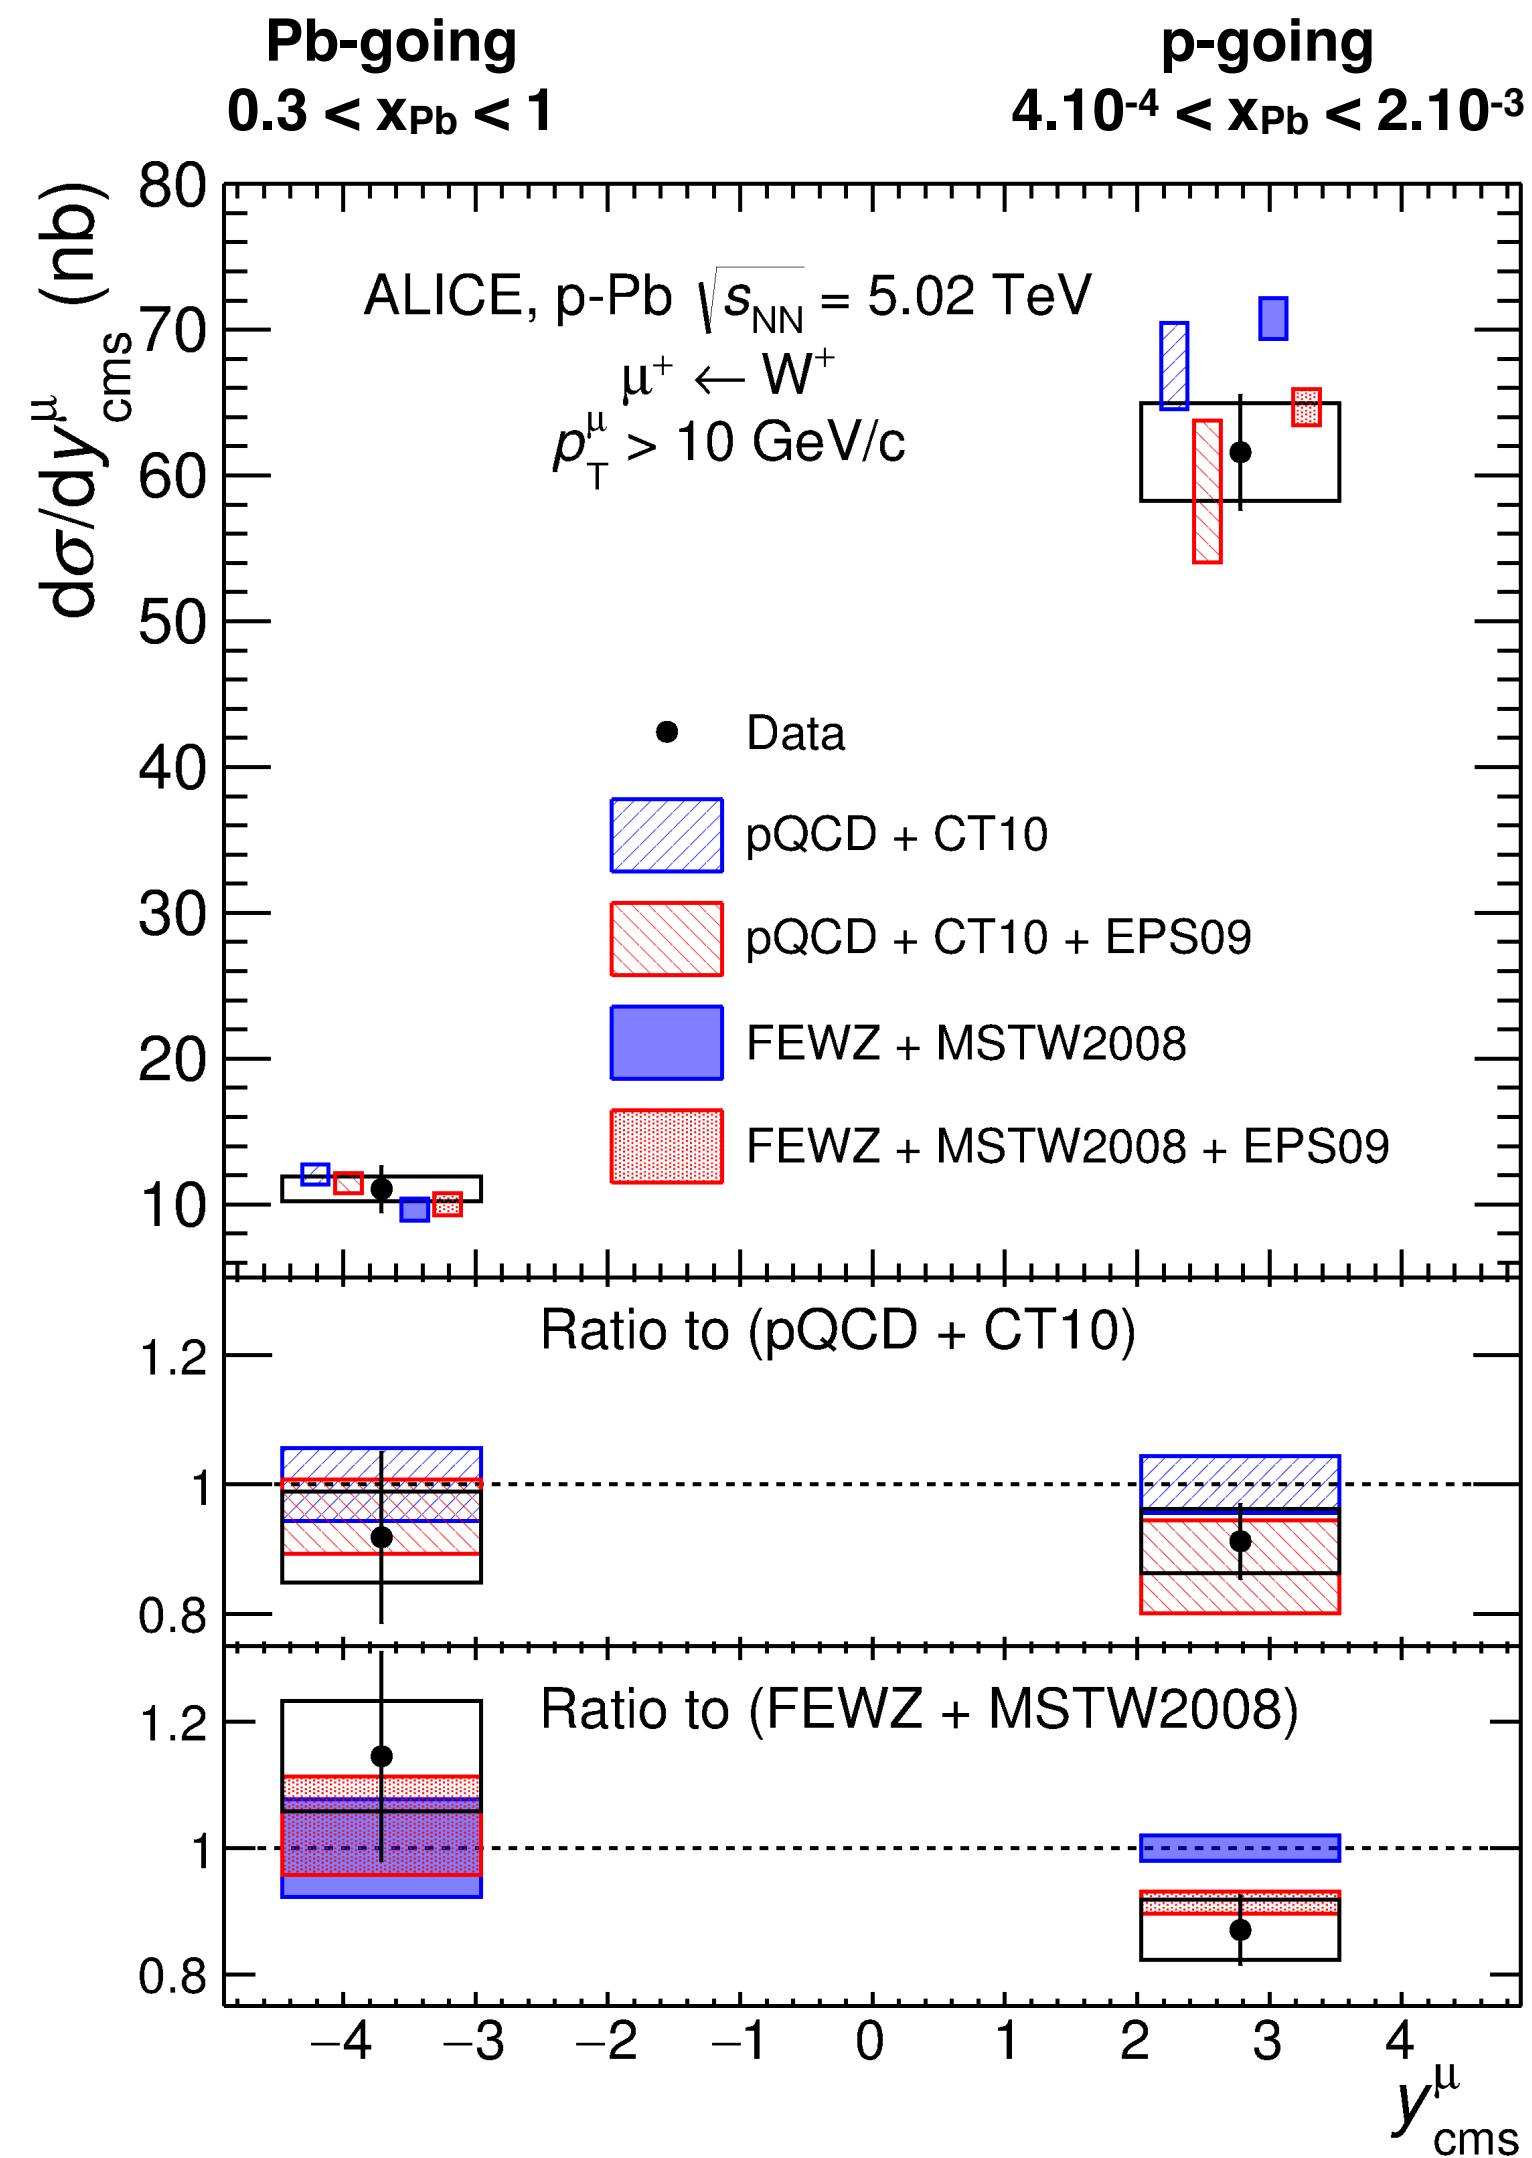 Pb-going
0.3 < xPb < 1
p-going
4.10-4 < xPb < 2.10-3
dσ/dyμcms (nb)
80
70
60
50
40
30
20
10
ALICE, p-Pb √sNN = 5.02 TeV
μ+ ← W+
pμT > 10 GeV/c
Data
pQCD + CT10
pQCD + CT10 + EPS09
FEWZ + MSTW2008
FEWZ + MSTW2008 + EPS09
Ratio to (pQCD + CT10)
1.2
1
0.8
Ratio to (FEWZ + MSTW2008)
1.2
1
0.8
−4 −3 −2 −1 0 1 2 3 4
yμcms